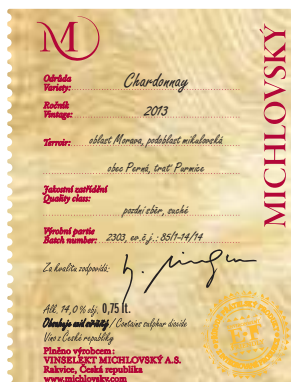 M
MICHLOVSKÝ
Odrůda
Variety: Chardonnay
Ročník
Vintage: 2013
Terroir: oblast Morava, podoblast mikulovská
obec Perná, trať Purmice
Jakostní zatřídění
Quality class:
pozdní sběr, suché
Výrobní partie
Batch number: 2303, ev.č.j.: 85/1-14/14
Za kvalitu zodpovídá:
Alk. 14,0 % obj. 0,75 lt.
Obsahuje oxid siřičitý / Contains sulphur dioxide
Víno z České republiky
Plněno výrobcem:
VINSELEKT MICHLOVSKÝ A.S.
Rakvice, Česká republika
www.michlovsky.com